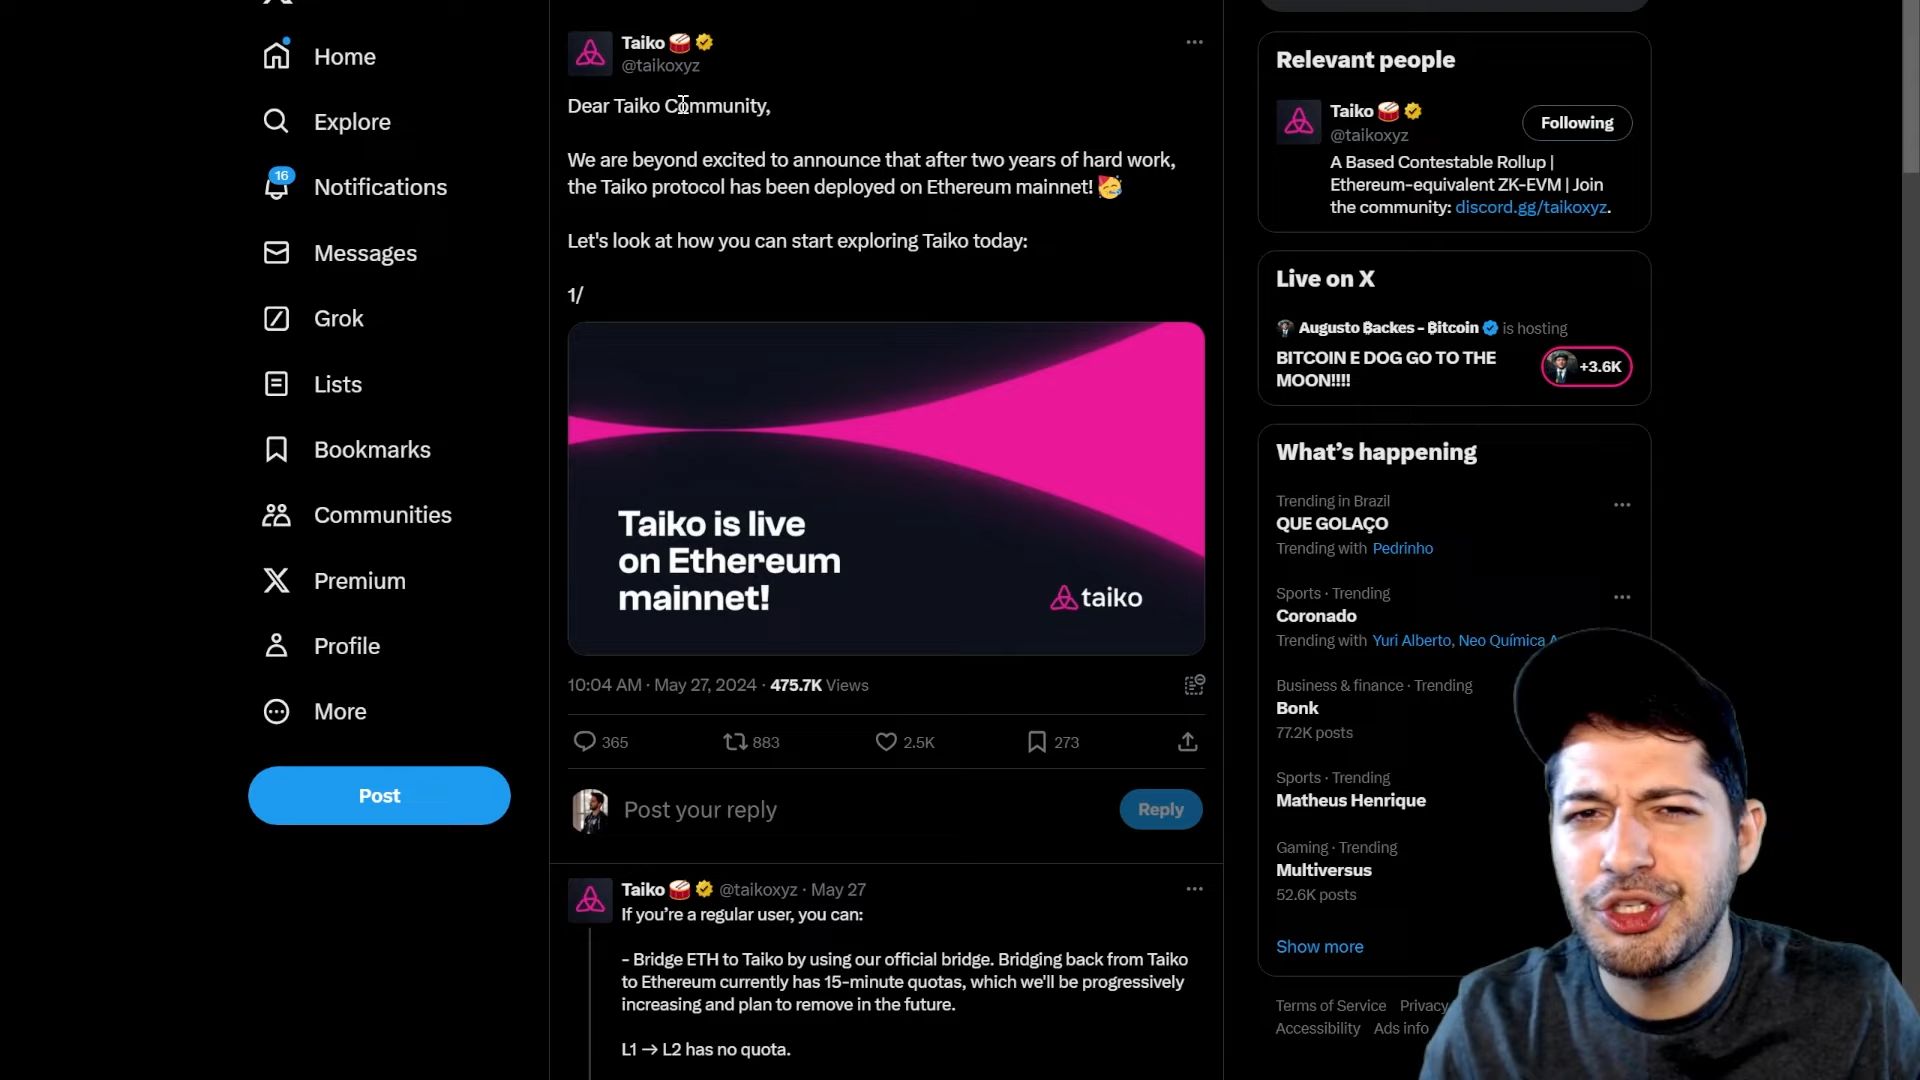 Home
Explore
16
Notifications
Messages
Grok
Lists
Bookmarks
Communities
Premium
Profile
More
Post
Taiko
@taikoxyz
Dear Taiko Community,
We are beyond excited to announce that after two years of hard work,
the Taiko protocol has been deployed on Ethereum mainnet! 🥳
Let's look at how you can start exploring Taiko today:
1/
Taiko is live
on Ethereum
mainnet!
taiko
10:04 AM · May 27, 2024 · 475.7K Views
365
883
2.5K
273
Post your reply
Reply
Taiko 🥁 @taikoxyz · May 27
If you’re a regular user, you can:
- Bridge ETH to Taiko by using our official bridge. Bridging back from Taiko
to Ethereum currently has 15-minute quotas, which we'll be progressively
increasing and plan to remove in the future.
L1 → L2 has no quota.
Relevant people
Taiko 🥁
@taikoxyz
Following
A Based Contestable Rollup |
Ethereum-equivalent ZK-EVM | Join
the community: discord.gg/taikoxyz.
Live on X
Augusto ₿ackes - ₿itcoin is hosting
BITCOIN E DOG GO TO THE
MOON!!!!
+3.6K
What’s happening
Trending in Brazil
QUE GOLAÇO
Trending with Pedrinho
Sports · Trending
Coronado
Trending with Yuri Alberto, Neo Química
Business & finance · Trending
Bonk
77.2K posts
Sports · Trending
Matheus Henrique
Gaming · Trending
Multiversus
52.6K posts
Show more
Terms of Service Privacy
Accessibility Ads info